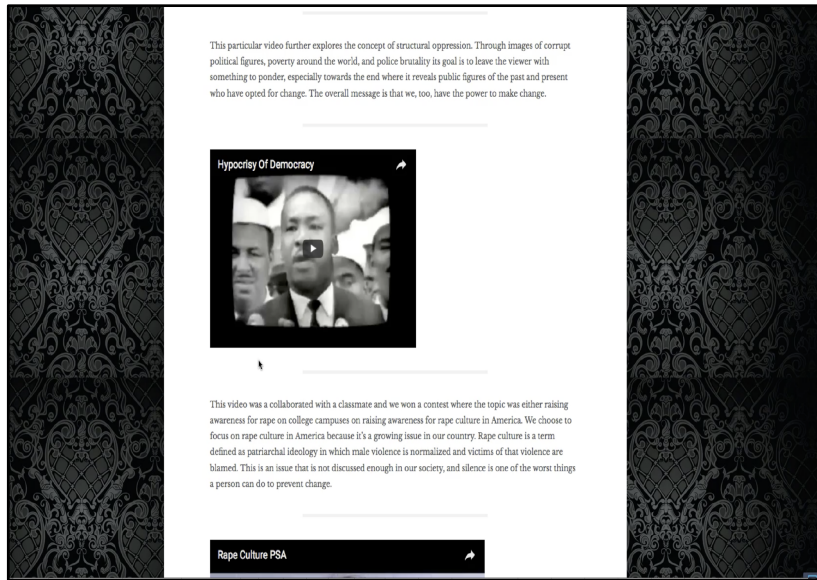 This particular video further explores the concept of structural oppression. Through images of corrupt
political figures, poverty around the world, and police brutality its goal is to leave the viewer with
something to ponder, especially towards the end where it reveals public figures of the past and present
who have opted for change. The overall message is that we, too, have the power to make change.
Hypocrisy Of Democracy
This video was a collaborated with a classmate and we won a contest where the topic was either raising
awareness for rape on college campuses on raising awareness for rape culture in America. We choose to
focus on rape culture in America because it's a growing issue in our country. Rape culture is a term
defined as patriarchal ideology in which male violence is normalized and victims of that violence are
blamed. This is an issue that is not discussed enough in our society, and silence is one of the worst things
a person can do to prevent change.
Rape Culture PSA